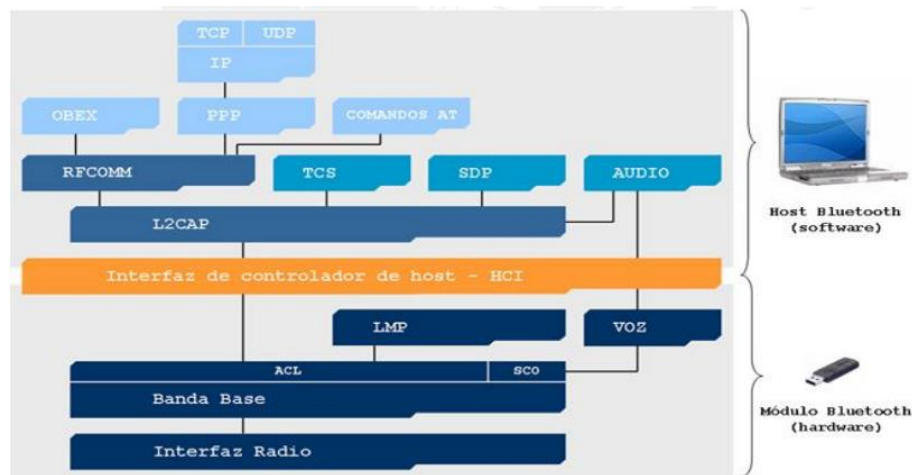 TCP UDP
IP
OBEX PPP COMANDOS AT
RFCOMM TCS SDP AUDIO
L2CAP
Host Bluetooth
(software)
Interfaz de controlador de host - HCI
LMP VOZ
ACL SCO
Banda Base
Módulo Bluetooth
(hardware)
Interfaz Radio